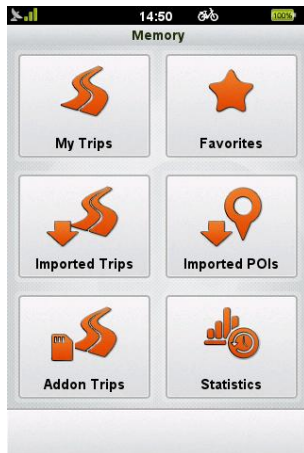 14:50 100%
Memory
My Trips Favorites
Imported Trips Imported POIs
Addon Trips Statistics